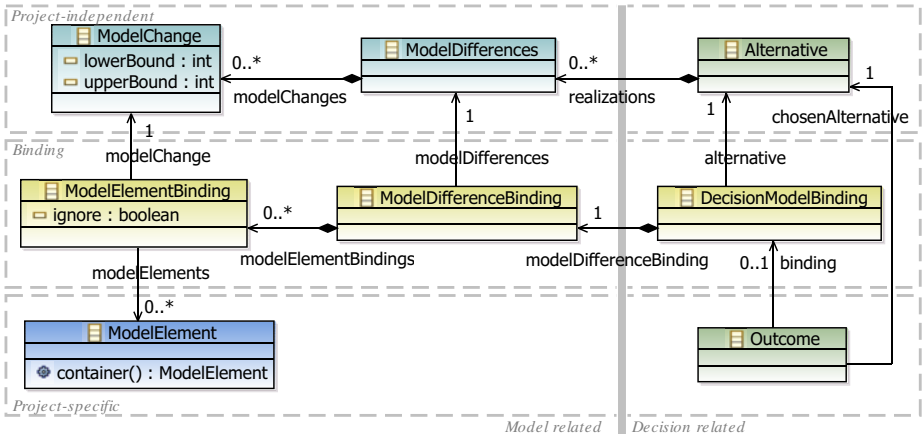 Project-independent
ModelChange
lowerBound : int
upperBound : int
0..*
modelChanges
ModelDifferences
0..*
realizations
Alternative
1
chosenAlternative
1
modelChange
1
modelDifferences
1
alternative
Binding
ModelElementBinding
ignore : boolean
0..*
modelElementBindings
ModelDifferenceBinding
1
modelDifferenceBinding
DecisionModelBinding
modelElements
0..*
0..1 binding
ModelElement
container() : ModelElement
Outcome
Project-specific
Model related
Decision related